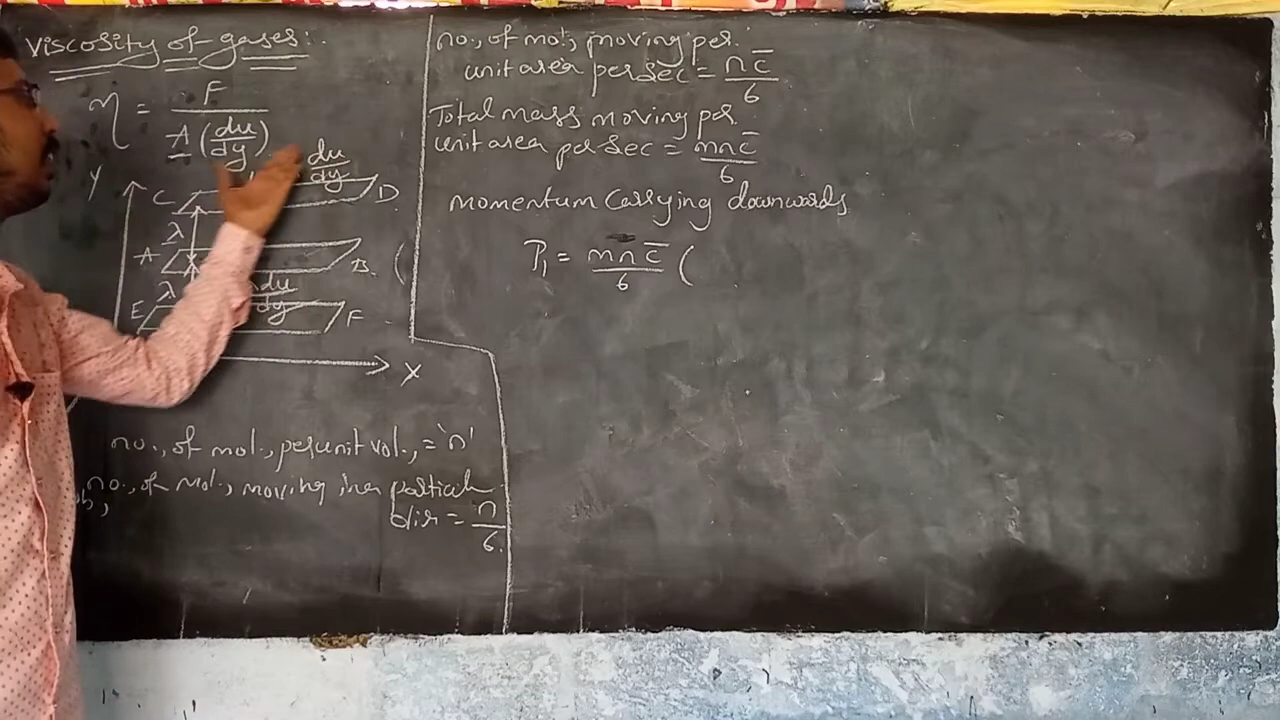 Viscosity of gases:
η = F / A (du/dy)
Y
du/dy
C
D
λ
A
B
(
λ
du/dy
E
F
X
no., of mol., per unit vol., = 'n'
no., of mol., moving in particular
dir = n/6
no., of mol., moving per
unit area per sec = nc̅/6
Total mass moving per
unit area per sec = mnc̅/6
momentum carrying downwards
P₁ = mnc̅/6 (